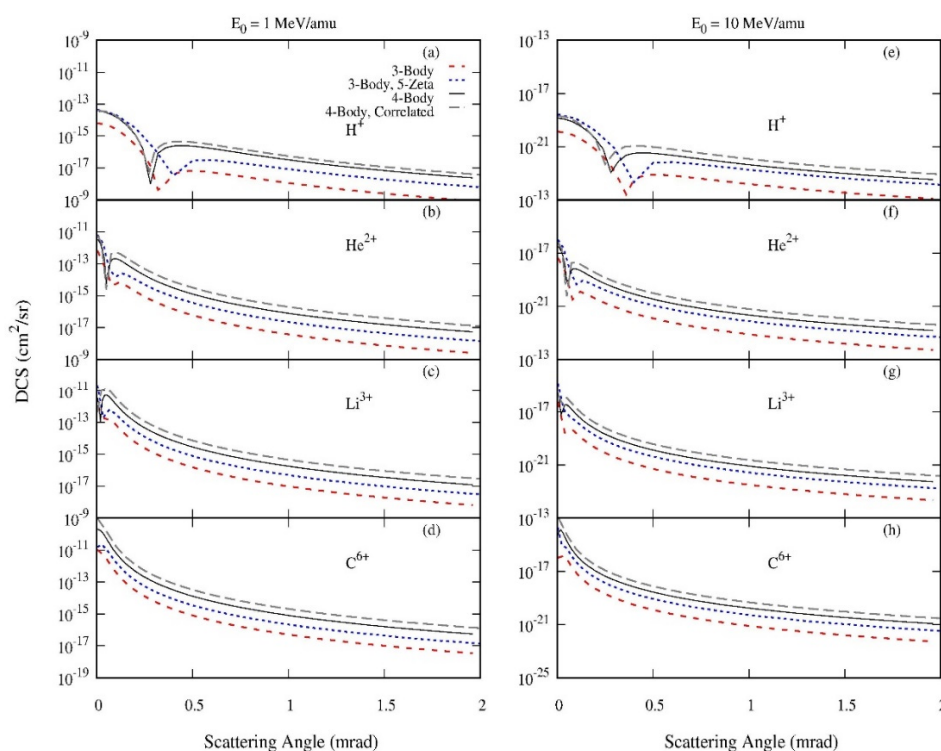 E₀ = 1 MeV/amu
E₀ = 10 MeV/amu
DCS (cm²/sr)
10⁻⁹
10⁻¹¹
10⁻¹³
10⁻¹⁵
10⁻¹⁷
10⁻⁹
(a)
3-Body
3-Body, 5-Zeta
4-Body
4-Body, Correlated
H⁺
10⁻¹¹
10⁻¹³
10⁻¹⁵
10⁻¹⁷
10⁻⁹
(b)
He²⁺
10⁻¹¹
10⁻¹³
10⁻¹⁵
10⁻¹⁷
10⁻⁹
(c)
Li³⁺
10⁻¹¹
10⁻¹³
10⁻¹⁵
10⁻¹⁷
10⁻¹⁹
(d)
C⁶⁺
0 0.5 1 1.5 2
Scattering Angle (mrad)
10⁻¹³
10⁻¹⁷
10⁻²¹
10⁻¹³
(e)
H⁺
10⁻¹⁷
10⁻²¹
10⁻¹³
(f)
He²⁺
10⁻¹⁷
10⁻²¹
10⁻¹³
(g)
Li³⁺
10⁻¹⁷
10⁻²¹
10⁻²⁵
(h)
C⁶⁺
0 0.5 1 1.5 2
Scattering Angle (mrad)